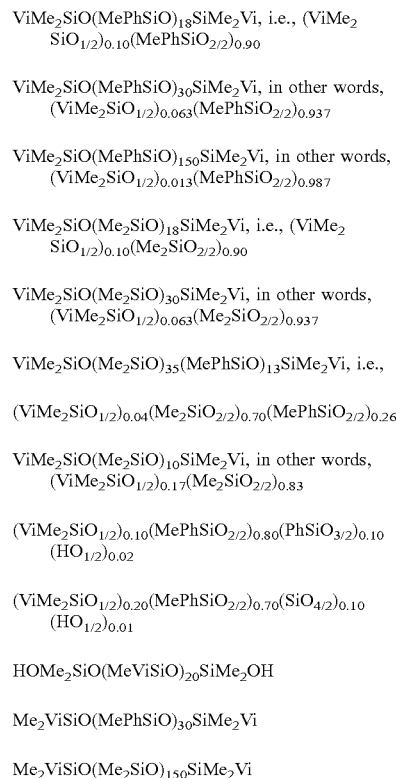 ViMe₂SiO(MePhSiO)₁₈SiMe₂Vi, i.e., (ViMe₂
SiO₁/₂)₀.₁₀(MePhSiO₂/₂)₀.₉₀
ViMe₂SiO(MePhSiO)₃₀SiMe₂Vi, in other words,
(ViMe₂SiO₁/₂)₀.₀₆₃(MePhSiO₂/₂)₀.₉₃₇
ViMe₂SiO(MePhSiO)₁₅₀SiMe₂Vi, in other words,
(ViMe₂SiO₁/₂)₀.₀₁₃(MePhSiO₂/₂)₀.₉₈₇
ViMe₂SiO(Me₂SiO)₁₈SiMe₂Vi, i.e., (ViMe₂
SiO₁/₂)₀.₁₀(Me₂SiO₂/₂)₀.₉₀
ViMe₂SiO(Me₂SiO)₃₀SiMe₂Vi, in other words,
(ViMe₂SiO₁/₂)₀.₀₆₃(Me₂SiO₂/₂)₀.₉₃₇
ViMe₂SiO(Me₂SiO)₃₅(MePhSiO)₁₃SiMe₂Vi, i.e.,
(ViMe₂SiO₁/₂)₀.₀₄(Me₂SiO₂/₂)₀.₇₀(MePhSiO₂/₂)₀.₂₆
ViMe₂SiO(Me₂SiO)₁₀SiMe₂Vi, in other words,
(ViMe₂SiO₁/₂)₀.₁₇(Me₂SiO₂/₂)₀.₈₃
(ViMe₂SiO₁/₂)₀.₁₀(MePhSiO₂/₂)₀.₈₀(PhSiO₃/₂)₀.₁₀
(HO₁/₂)₀.₀₂
(ViMe₂SiO₁/₂)₀.₂₀(MePhSiO₂/₂)₀.₇₀(SiO₄/₂)₀.₁₀
(HO₁/₂)₀.₀₁
HOMe₂SiO(MeViSiO)₂₀SiMe₂OH
Me₂ViSiO(MePhSiO)₃₀SiMe₂Vi
Me₂ViSiO(Me₂SiO)₁₅₀SiMe₂Vi